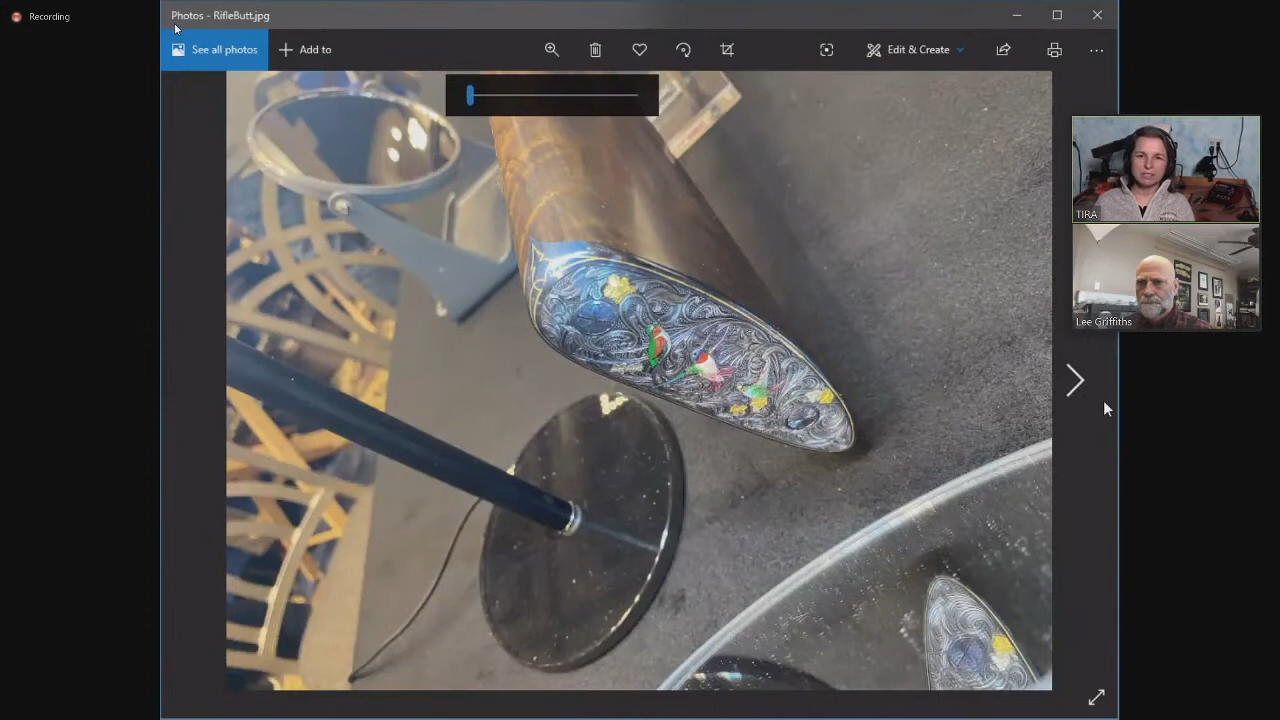 Recording
Photos - RifleButt.jpg
See all photos
Add to
Edit & Create
TIRA
Lee Griffiths